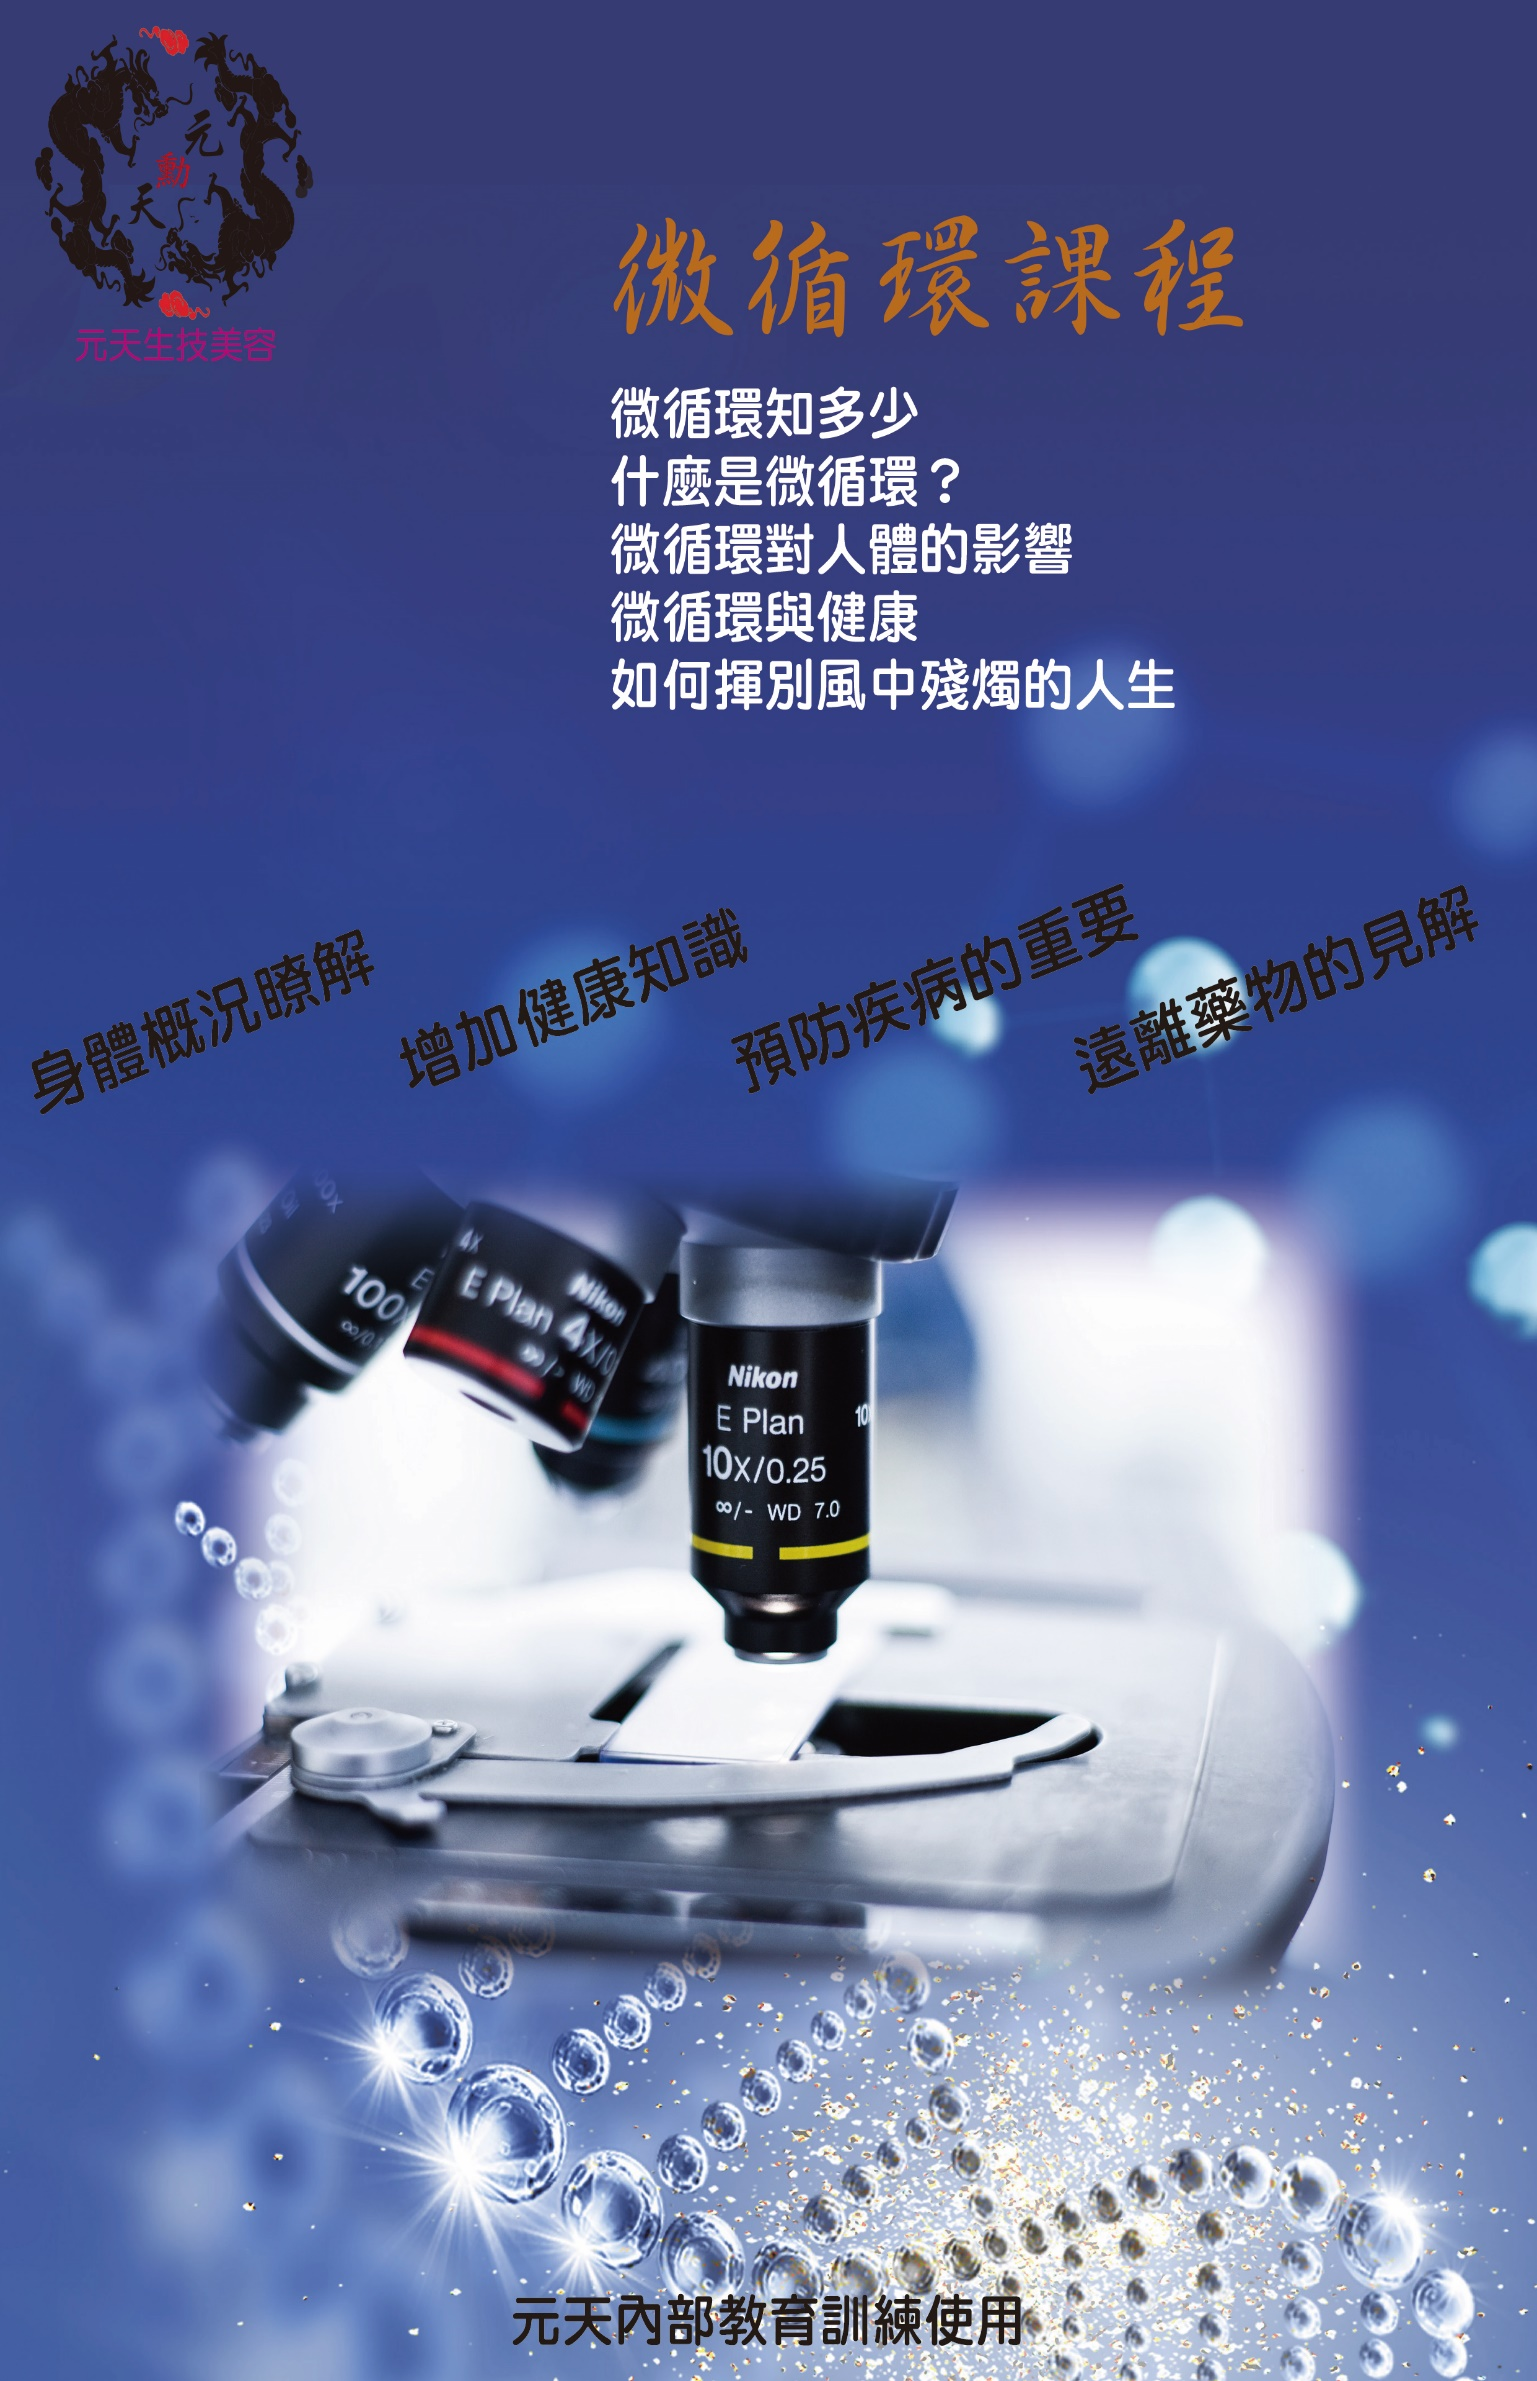 元
勳
天
元天生技美容
微循環課程
微循環知多少
什麼是微循環？
微循環對人體的影響
微循環與健康
如何揮別風中殘燭的人生
身體概況瞭解
增加健康知識
預防疾病的重要
遠離藥物的見解
100X
4X
Nikon
E Plan 4X/0
WD
Nikon
E Plan
10X/0.25
∞/- WD 7.0
10X
元天內部教育訓練使用